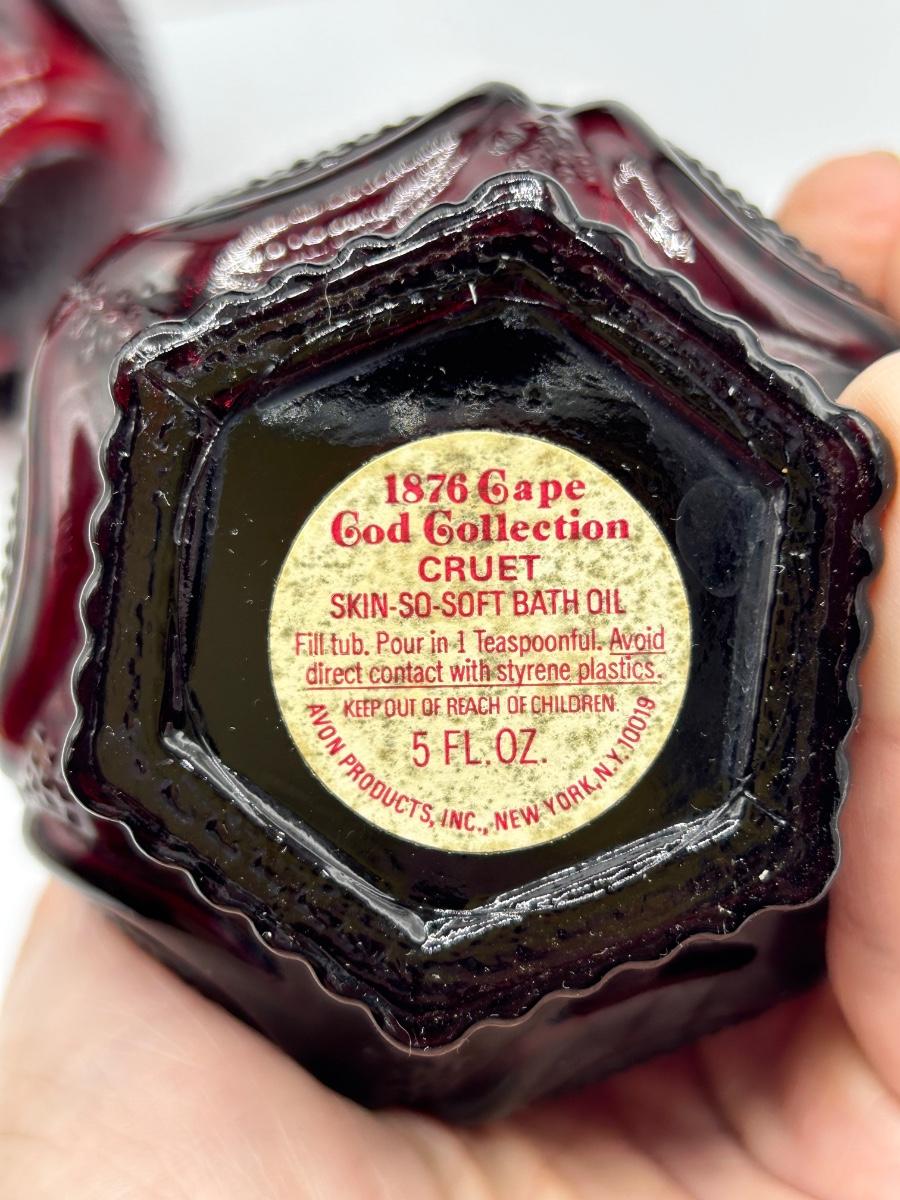 1876 Cape
Cod Collection
CRUET
SKIN-SO-SOFT BATH OIL
Fill tub. Pour in 1 Teaspoonful. Avoid
direct contact with styrene plastics.
KEEP OUT OF REACH OF CHILDREN.
5 FL. OZ.
AVON PRODUCTS, INC., NEW YORK, N.Y. 10019